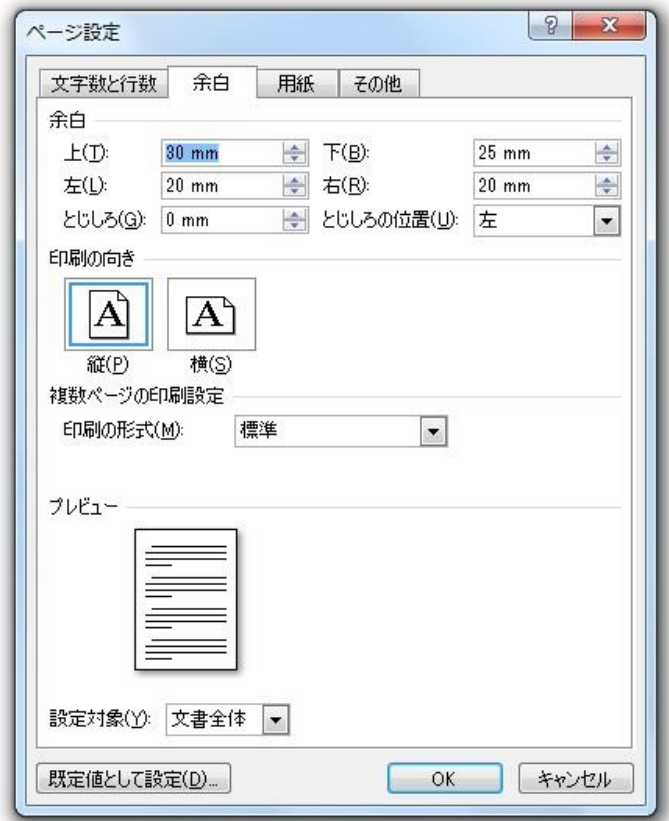 ページ設定
文字数と行数 余白 用紙 その他
余白
上(T): 30 mm 下(B): 25 mm
左(L): 20 mm 右(R): 20 mm
とじしろ(G): 0 mm とじしろの位置(U): 左
印刷の向き
A A
縦(P) 横(S)
複数ページの印刷設定
印刷の形式(M): 標準
プレビュー
設定対象(Y): 文書全体
既定値として設定(D)... OK キャンセル